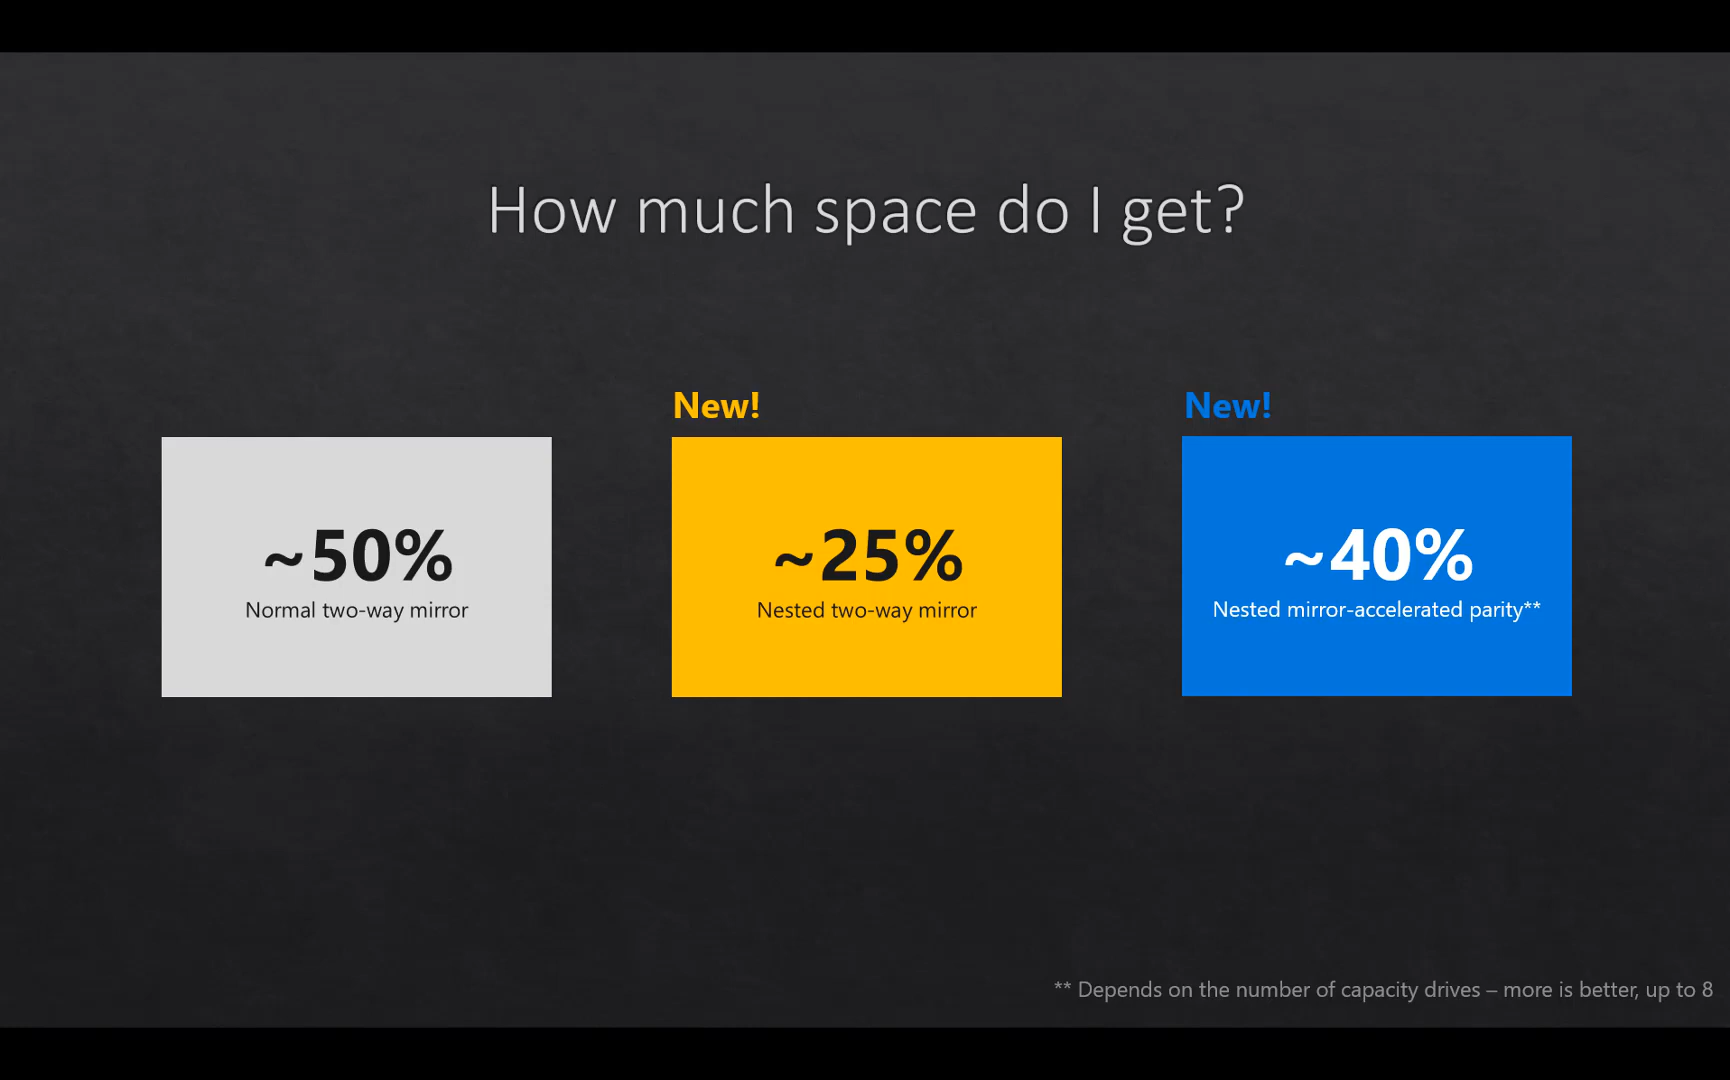 How much space do I get?
New!
New!
~50%
Normal two-way mirror
~25%
Nested two-way mirror
~40%
Nested mirror-accelerated parity**
** Depends on the number of capacity drives – more is better, up to 8